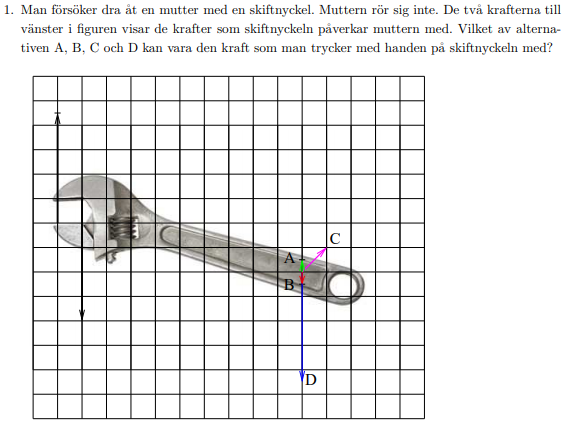 1. Man försöker dra åt en mutter med en skiftnyckel. Muttern rör sig inte. De två krafterna till
vänster i figuren visar de krafter som skiftnyckeln påverkar muttern med. Vilket av alterna-
tiven A, B, C och D kan vara den kraft som man trycker med handen på skiftnyckeln med?
C
A
B
D